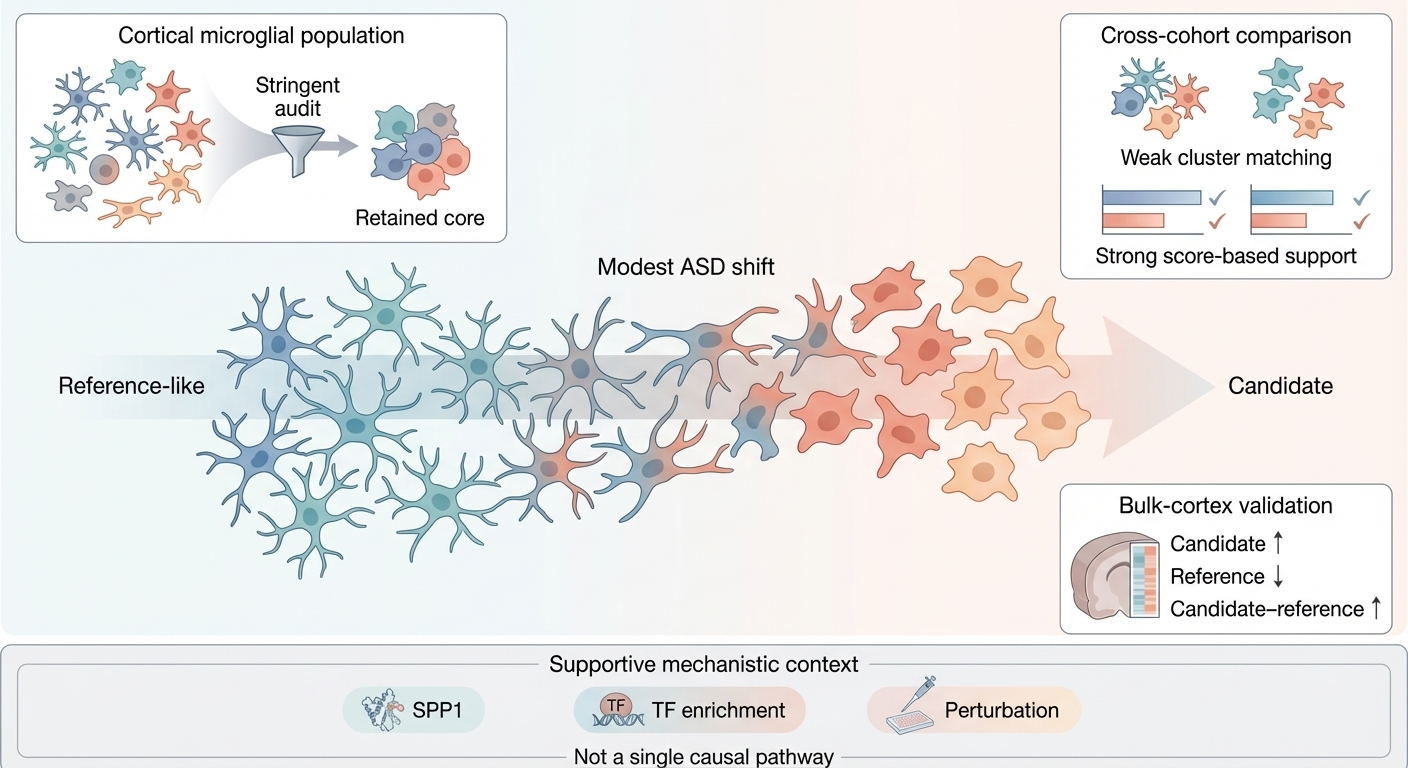 Cortical microglial population
Stringent
audit
Retained core
Cross-cohort comparison
Weak cluster matching
Strong score-based support
Modest ASD shift
Reference-like
Candidate
Bulk-cortex validation
Candidate ↑
Reference ↓
Candidate–reference ↑
Supportive mechanistic context
SPP1
TF
TF enrichment
Perturbation
Not a single causal pathway